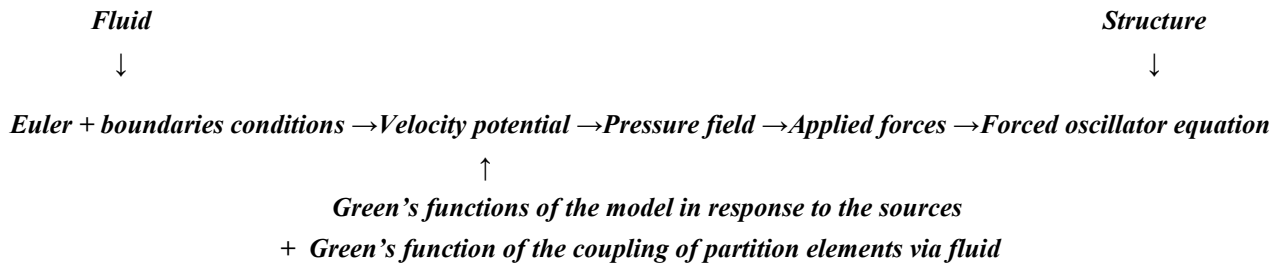 Fluid Structure
↓ ↓
Euler + boundaries conditions →Velocity potential →Pressure field →Applied forces →Forced oscillator equation
↑
Green's functions of the model in response to the sources
+ Green's function of the coupling of partition elements via fluid